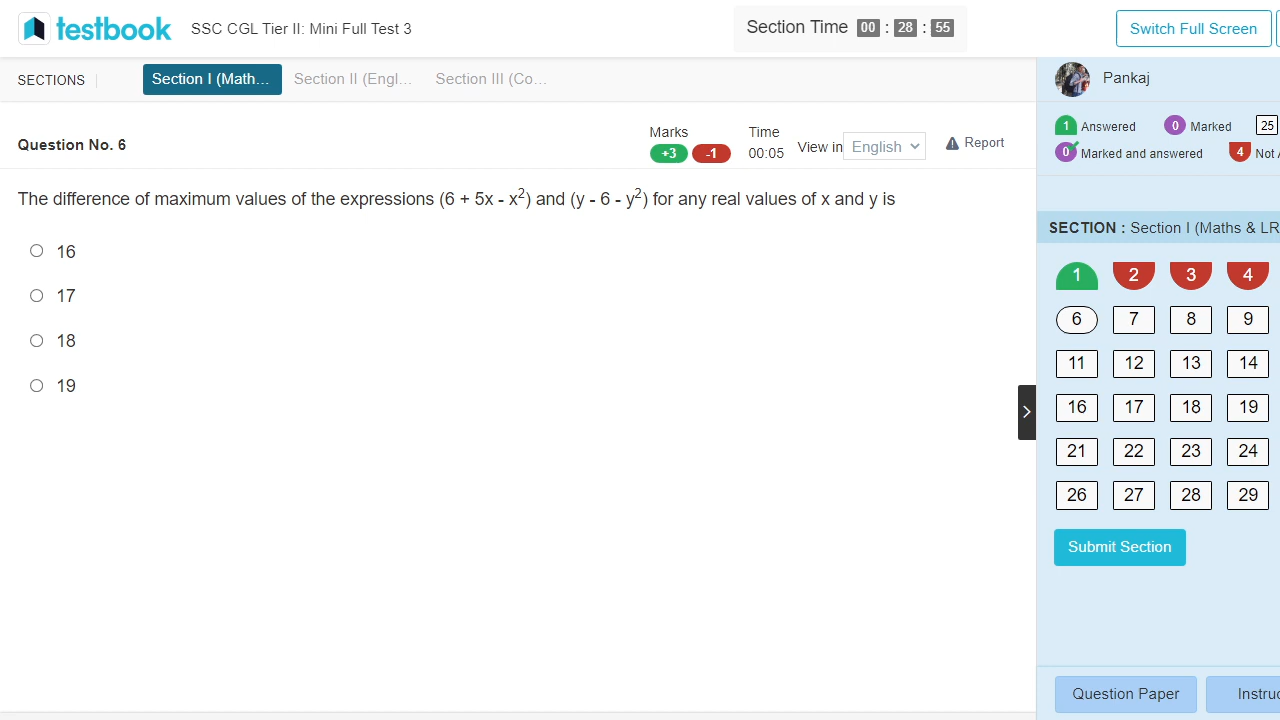 testbook
SSC CGL Tier II: Mini Full Test 3
Section Time 00 : 28 : 55
Switch Full Screen
SECTIONS
Section I (Math...
Section II (Engl...
Section III (Co...
Pankaj
1 Answered
0 Marked
25
0 Marked and answered
4 Not
Question No. 6
Marks
+3 -1
Time
00:05
View in English
Report
The difference of maximum values of the expressions (6 + 5x - x²) and (y - 6 - y²) for any real values of x and y is
16
17
18
19
SECTION : Section I (Maths & LR
1 2 3 4
6 7 8 9
11 12 13 14
16 17 18 19
21 22 23 24
26 27 28 29
Submit Section
Question Paper
Instruc